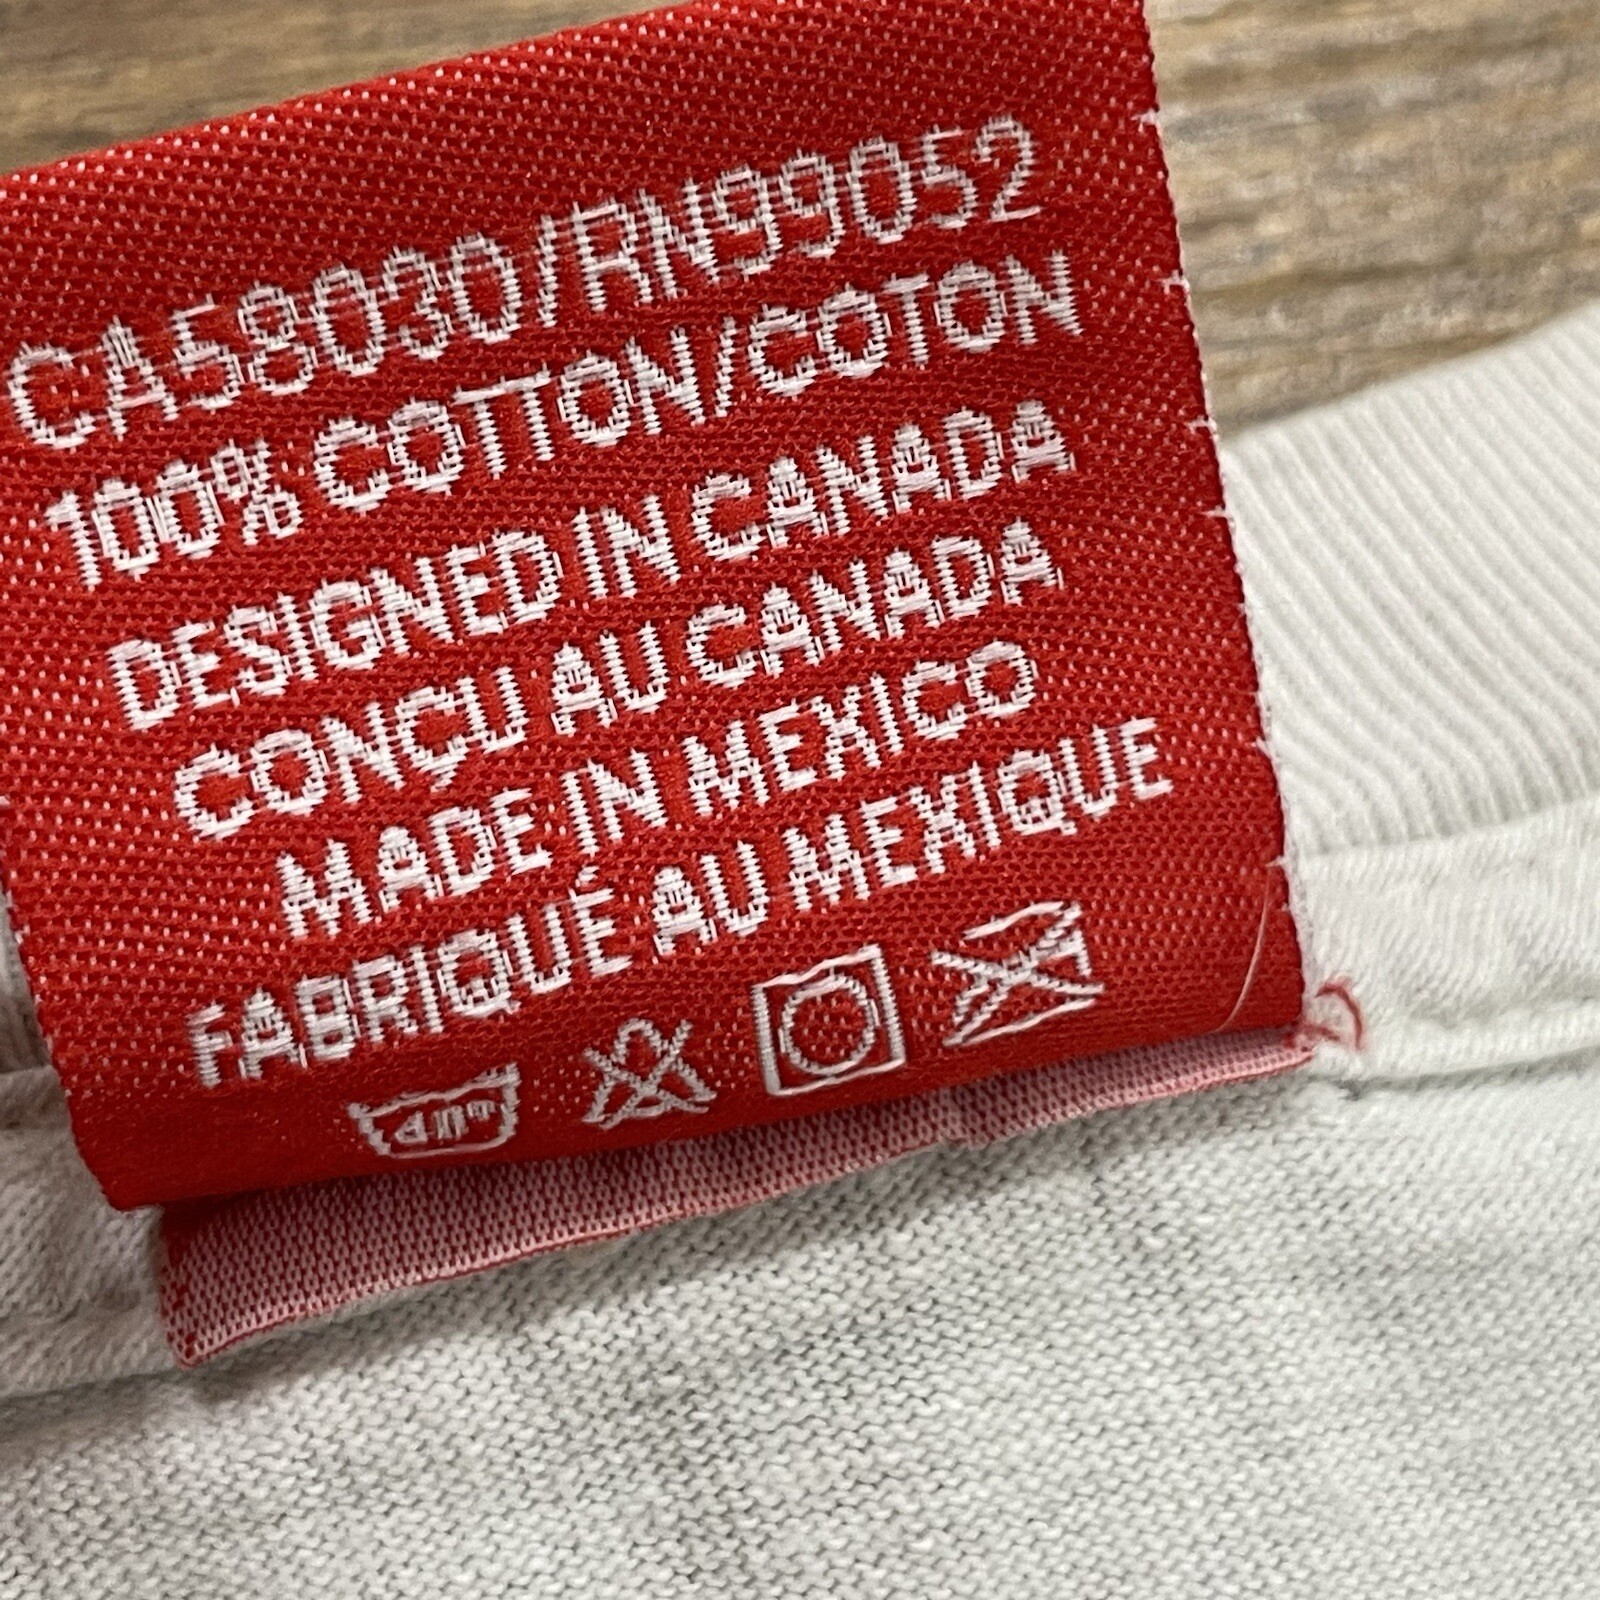 CA58030/RN99052
100% COTTON/COTON
DESIGNED IN CANADA
CONÇU AU CANADA
MADE IN MEXICO
FABRIQUÉ AU MEXIQUE